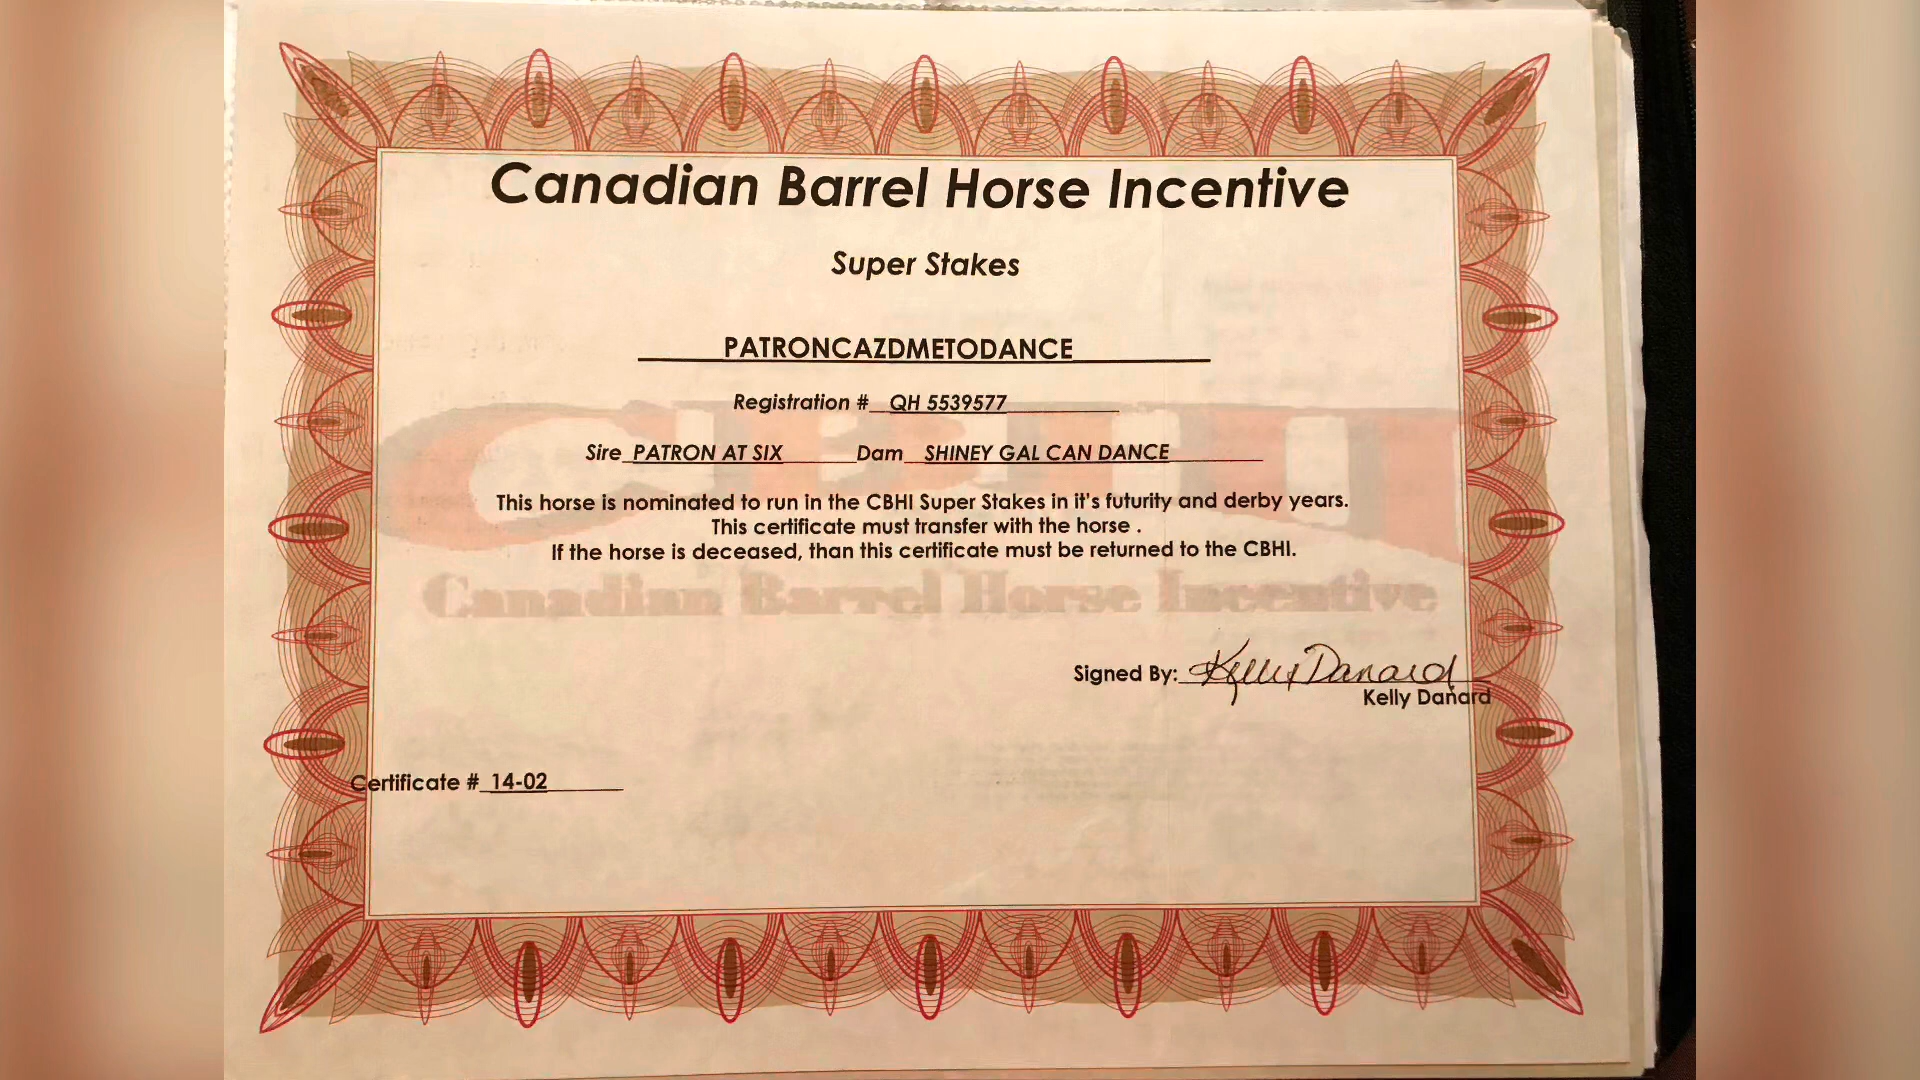 Canadian Barrel Horse Incentive
Super Stakes
PATRONCAZDMETODANCE
Registration # QH 5539577
Sire PATRON AT SIX Dam SHINEY GAL CAN DANCE
This horse is nominated to run in the CBHI Super Stakes in it's futurity and derby years.
This certificate must transfer with the horse .
If the horse is deceased, than this certificate must be returned to the CBHI.
CBHI
Canadian Barrel Horse Incentive
Signed By: Kelly Danard
Kelly Danard
Certificate # 14-02